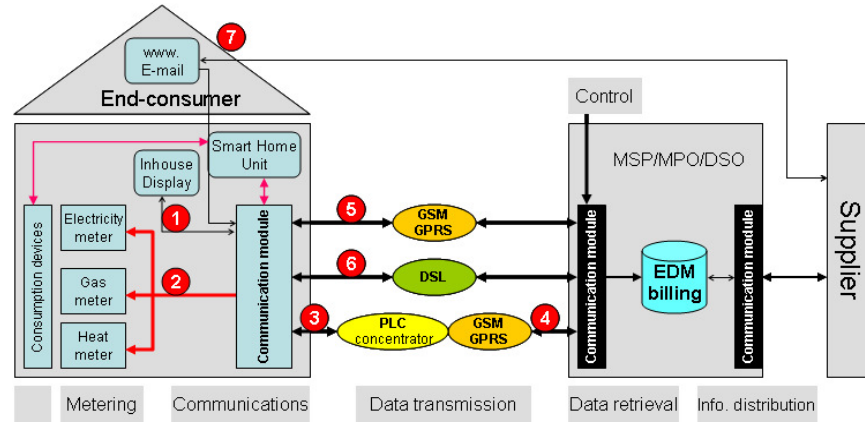 7
www.
E-mail
End-consumer
Control
Smart Home
Unit
MSP/MPO/DSO
Inhouse
Display
1
Electricity
meter
2
Gas
meter
Heat
meter
Consumption devices
Communication module
5
GSM
GPRS
6
DSL
3
PLC
concentrator
GSM
GPRS
4
Communication module
EDM
billing
Communication module
Supplier
Metering
Communications
Data transmission
Data retrieval
Info. distribution